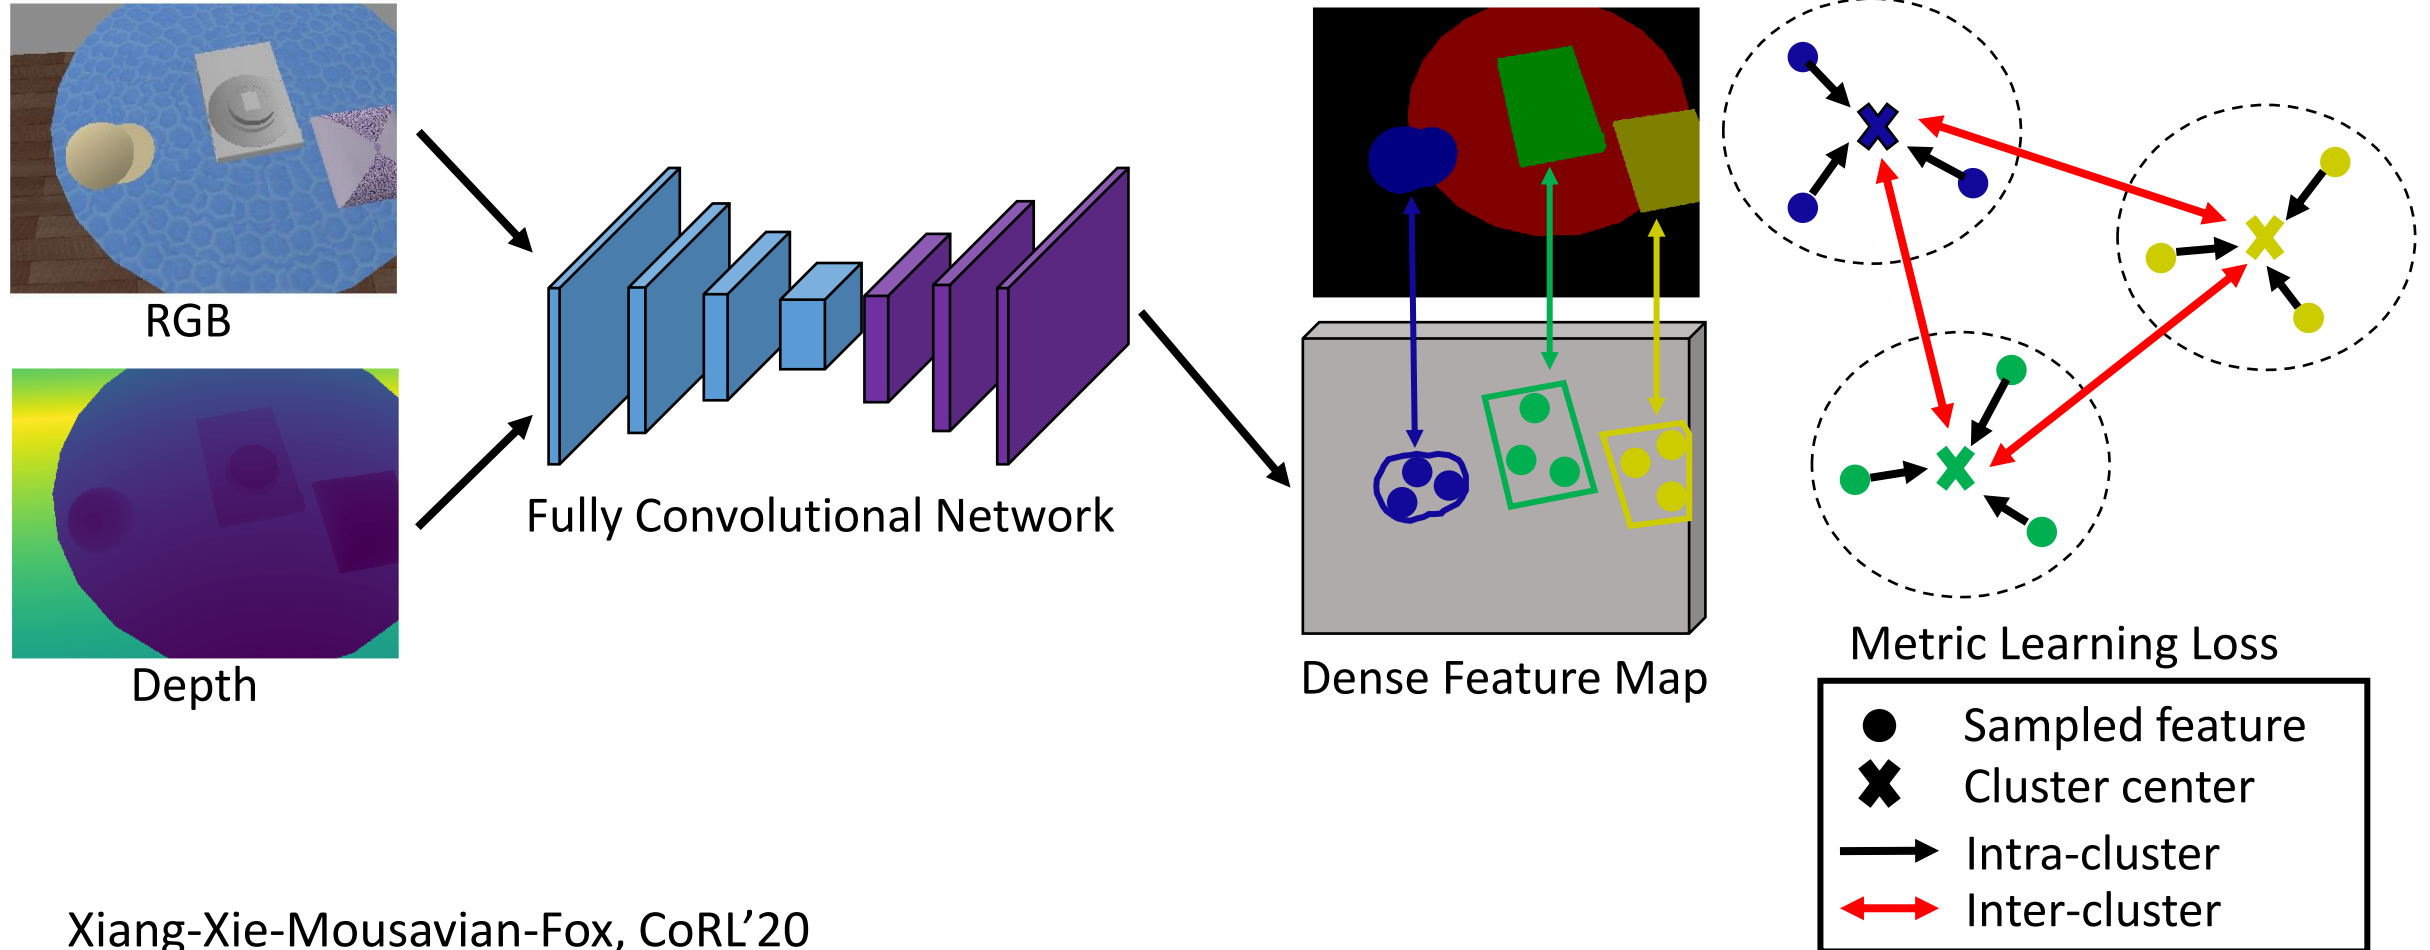 RGB
Depth
Fully Convolutional Network
Dense Feature Map
Metric Learning Loss
Sampled feature
Cluster center
Intra-cluster
Inter-cluster
Xiang-Xie-Mousavian-Fox, CoRL’20